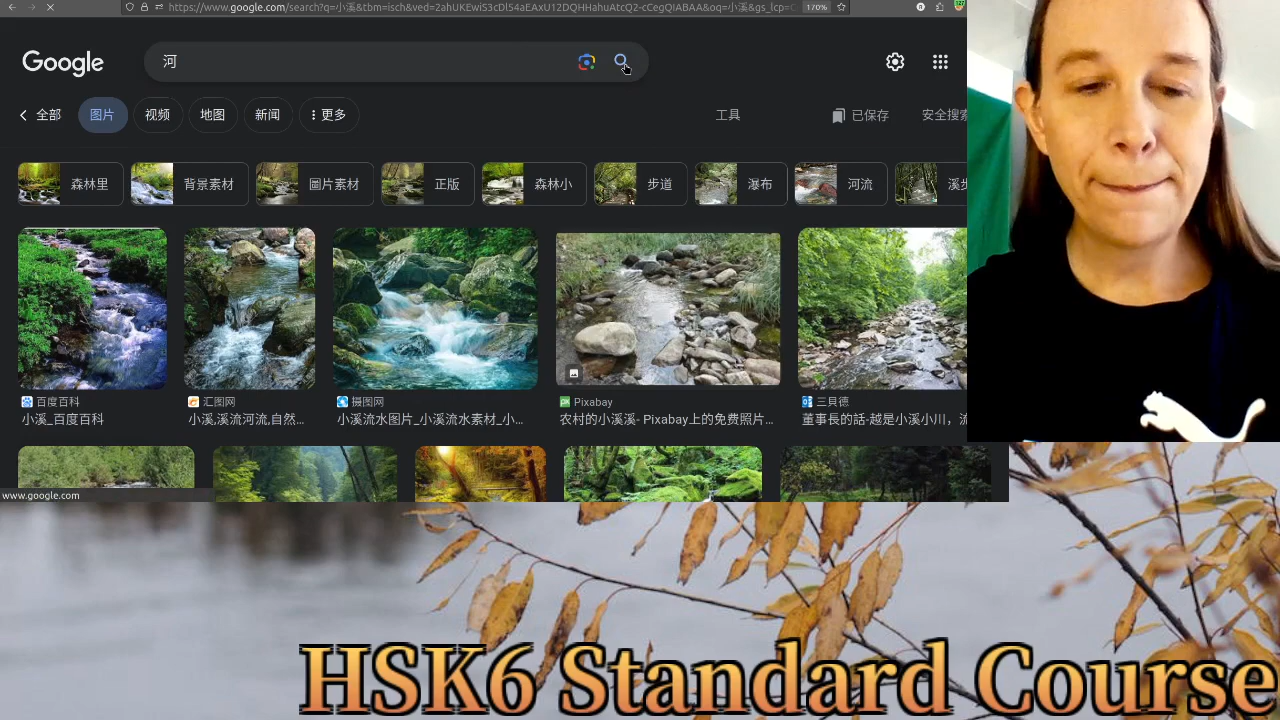 https://www.google.com/search?q=小溪&tbm=isch&ved=2ahUKEwiS3cDl54aEAxU12DQHHahuAtcQ2-cCegQIABAA&oq=小溪&gs_lcp=C
170%
Google
河
全部
图片
视频
地图
新闻
更多
工具
已保存
安全搜索
森林里
背景素材
圖片素材
正版
森林小
步道
瀑布
河流
溪步
百度百科
小溪_百度百科
汇图网
小溪,溪流河流,自然...
摄图网
小溪流水图片_小溪流水素材_小...
Pixabay
农村的小溪溪- Pixabay上的免费照片...
三貝德
董事長的話-越是小溪小川，流
www.google.com
HSK6 Standard Course